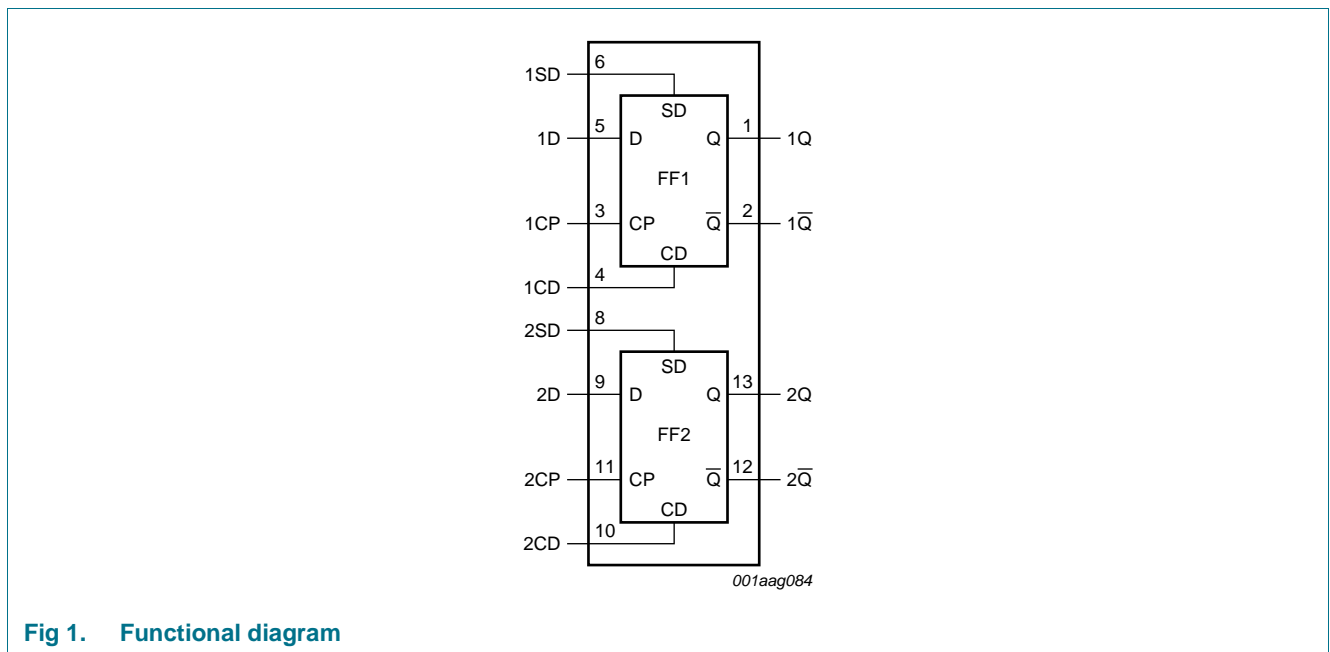 6
1SD
SD
5
1
1D
D
Q
1Q
FF1
3
2
1CP
CP
Q̅
1Q̅
CD
4
1CD
8
2SD
SD
9
13
2D
D
Q
2Q
FF2
11
12
2CP
CP
Q̅
2Q̅
CD
10
2CD
001aag084
Fig 1. Functional diagram